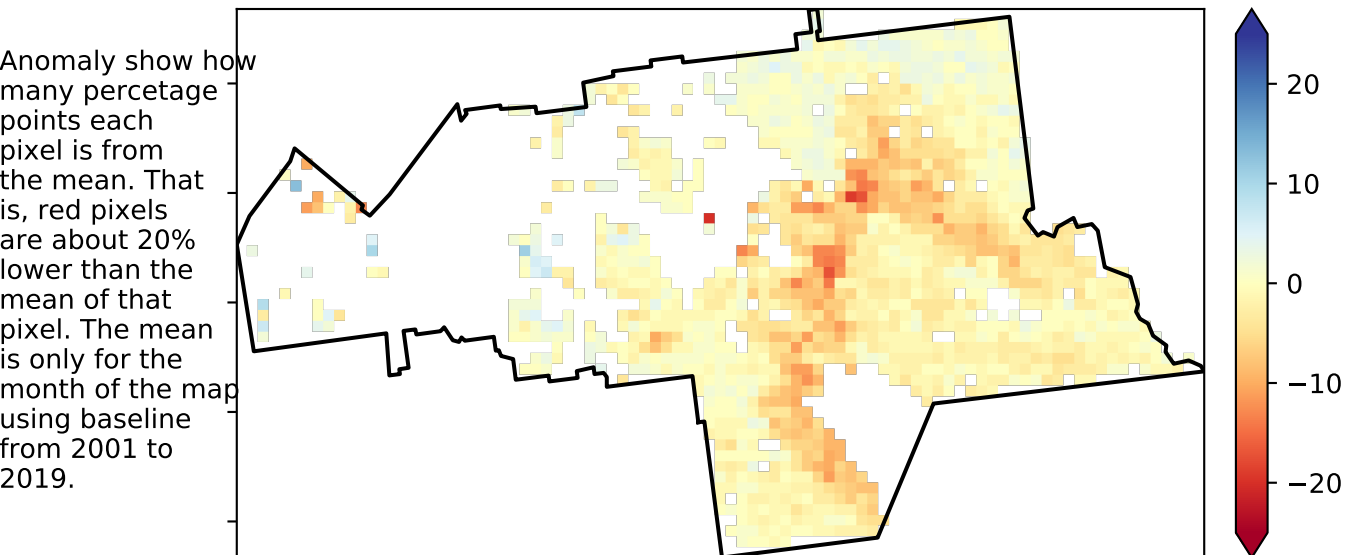 Anomaly show how
many percetage
points each
pixel is from
the mean. That
is, red pixels
are about 20%
lower than the
mean of that
pixel. The mean
is only for the
month of the map
using baseline
from 2001 to
2019.
20
10
0
−10
−20